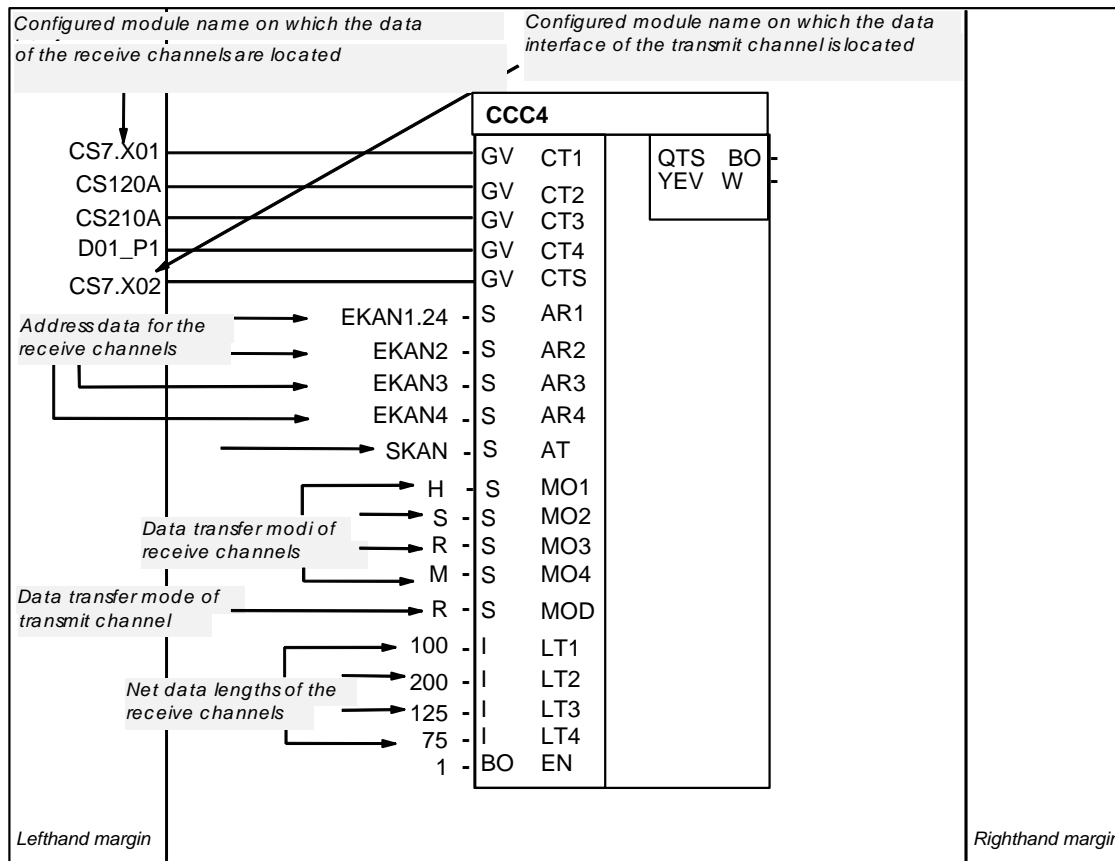 Configured module name on which the data
of the receive channels are located
Configured module name on which the data
interface of the transmit channel is located
CCC4
CS7.X01 GV CT1 QTS BO
CS120A GV CT2 YEV W
CS210A GV CT3
D01_P1 GV CT4
CS7.X02 GV CTS
Address data for the
receive channels
EKAN1.24 - S AR1
EKAN2 - S AR2
EKAN3 - S AR3
EKAN4 - S AR4
SKAN - S AT
H - S MO1
S - S MO2
Data transfer modi of
receive channels
R - S MO3
M - S MO4
Data transfer mode of
transmit channel
R - S MOD
100 - I LT1
200 - I LT2
Net data lengths of the
receive channels
125 - I LT3
75 - I LT4
1 - BO EN
Lefthand margin
Righthand margin